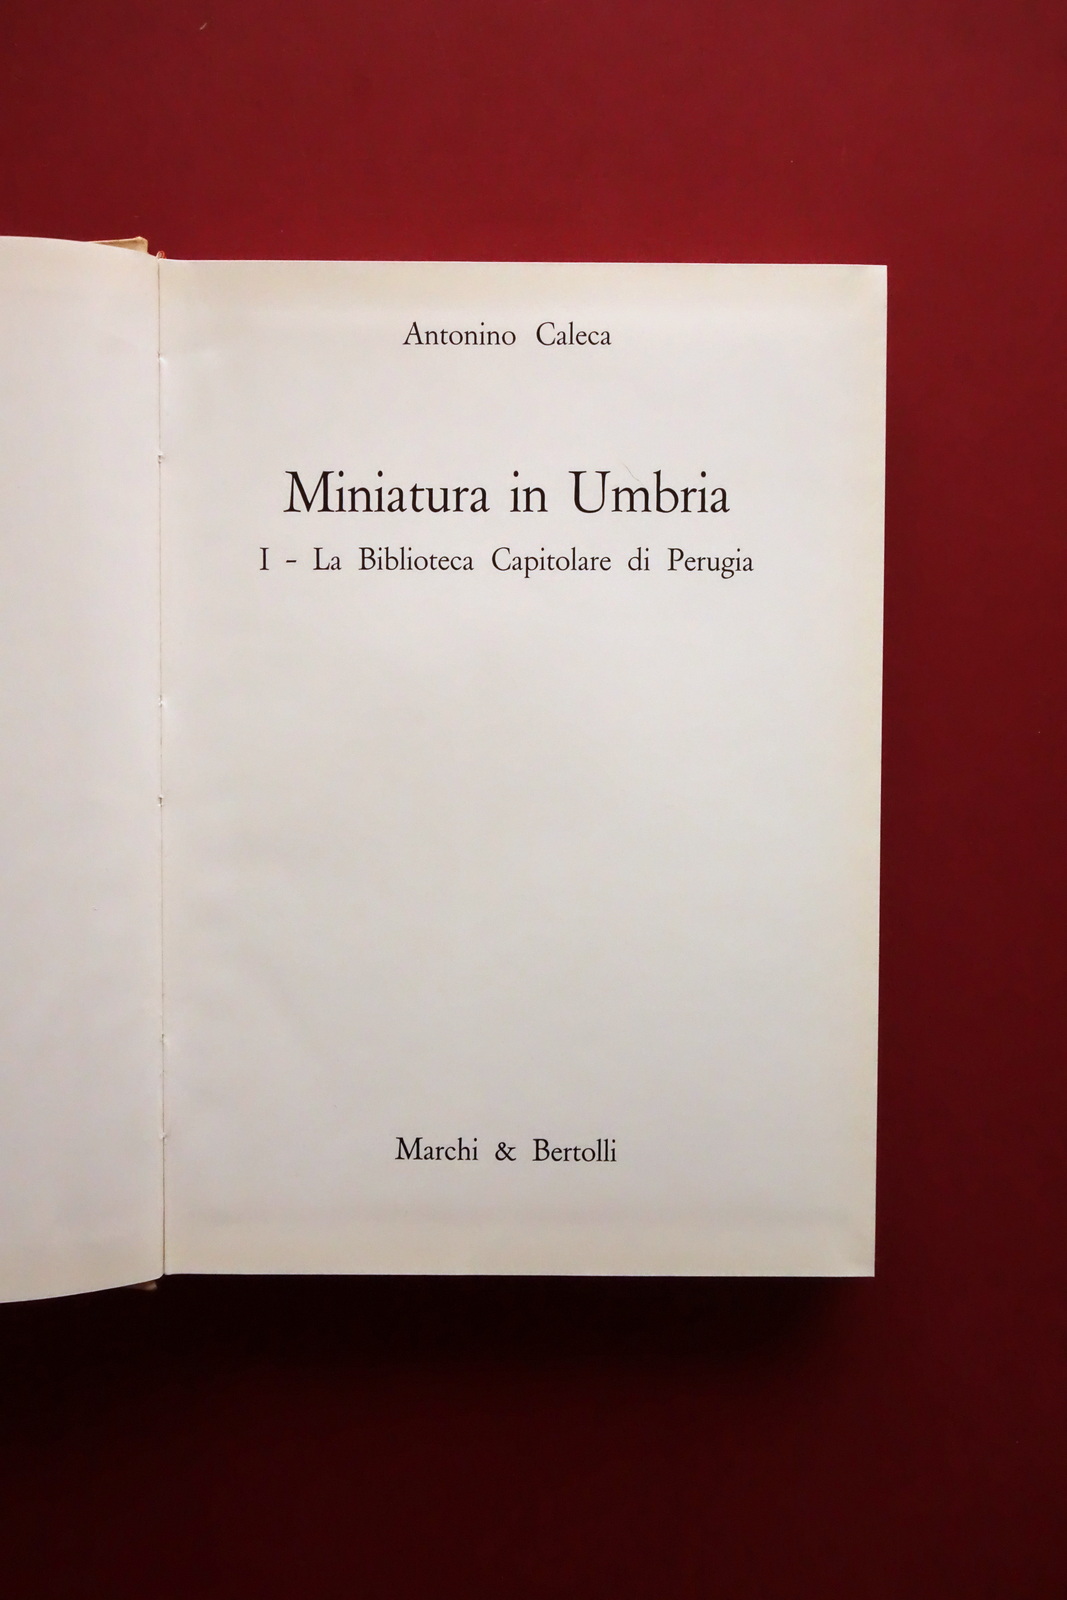 Antonino Caleca
Miniatura in Umbria
I - La Biblioteca Capitolare di Perugia
Marchi & Bertolli